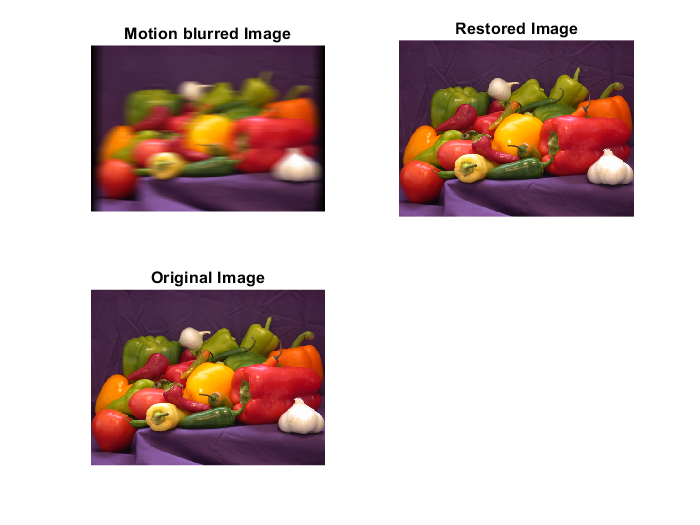 Motion blurred Image
Restored Image
Original Image